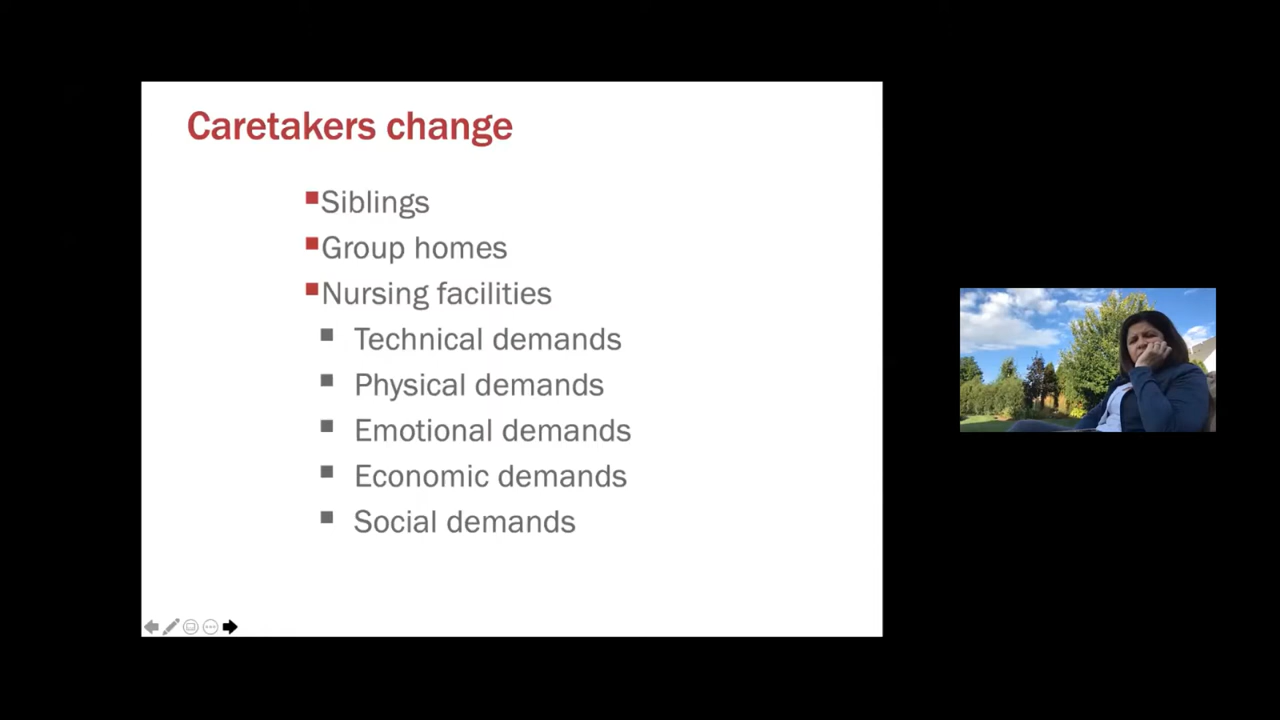 Caretakers change
Siblings
Group homes
Nursing facilities
Technical demands
Physical demands
Emotional demands
Economic demands
Social demands